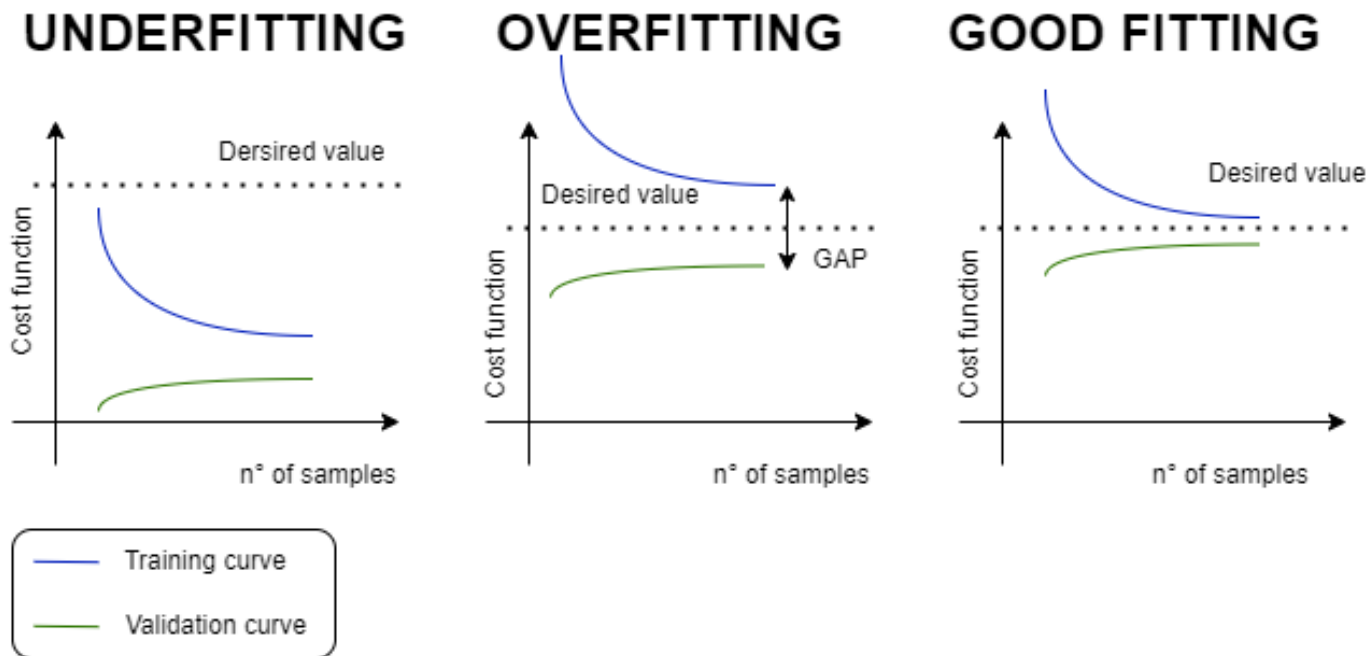 UNDERFITTING
Dersired value
Cost function
n° of samples
OVERFITTING
Desired value
GAP
Cost function
n° of samples
GOOD FITTING
Desired value
Cost function
n° of samples
Training curve
Validation curve